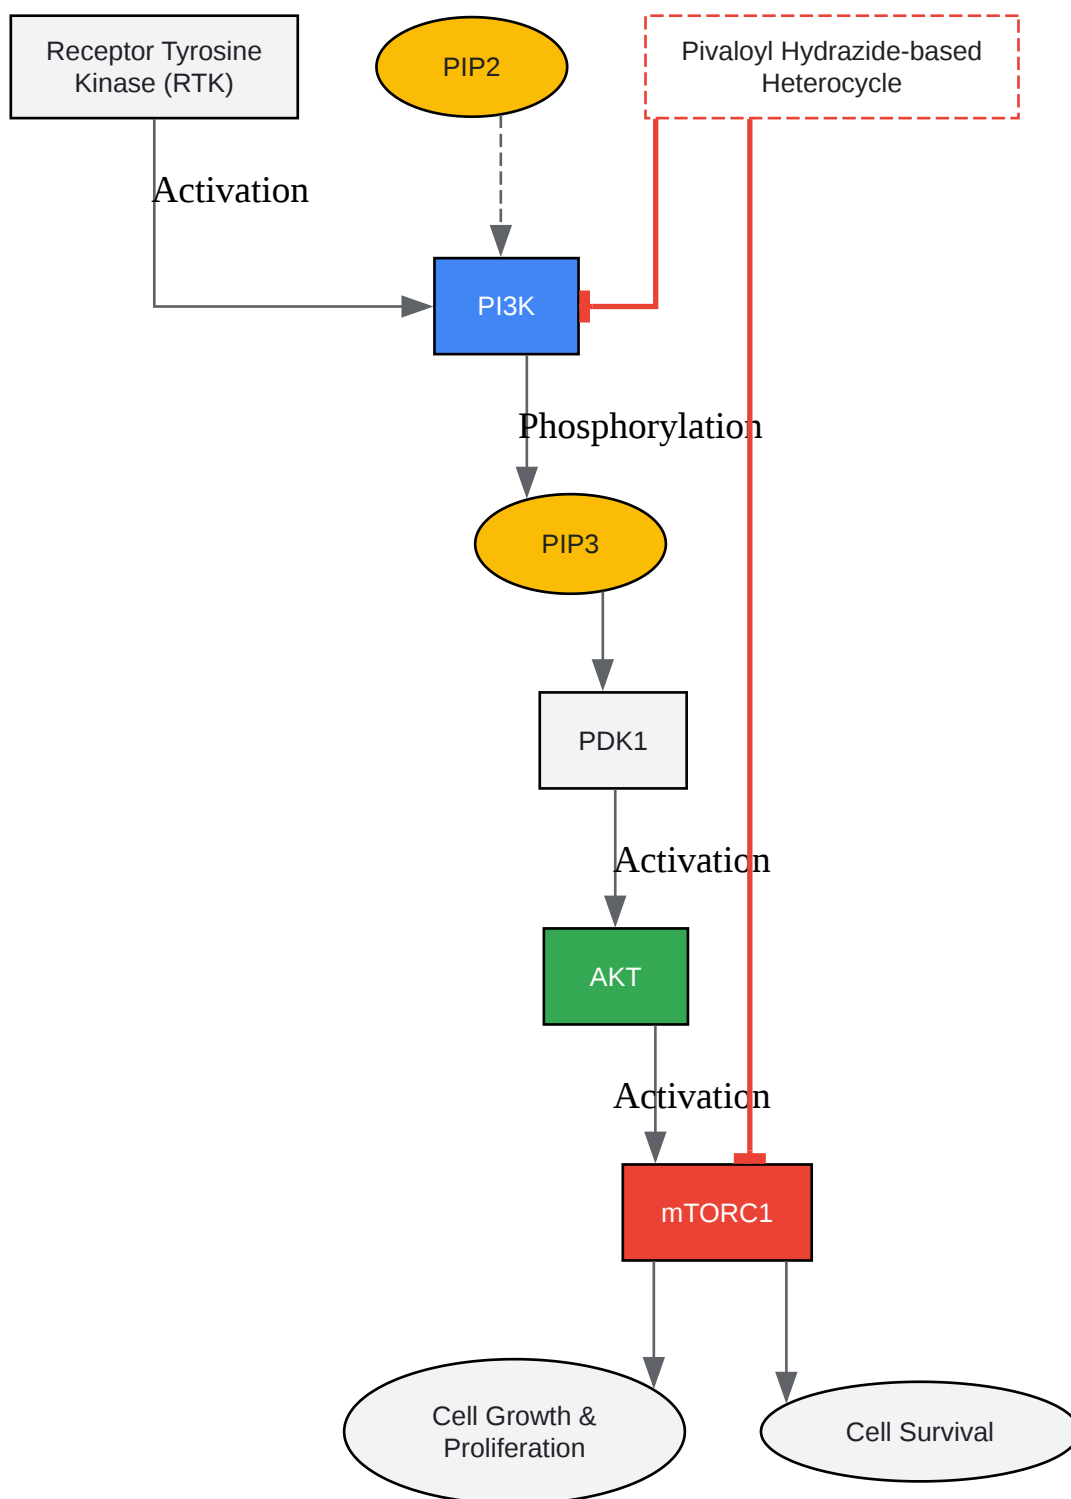 Receptor Tyrosine
Kinase (RTK)
PIP2
Pivaloyl Hydrazide-based
Heterocycle
Activation
PI3K
Phosphorylation
PIP3
PDK1
Activation
AKT
Activation
mTORC1
Cell Growth &
Proliferation
Cell Survival